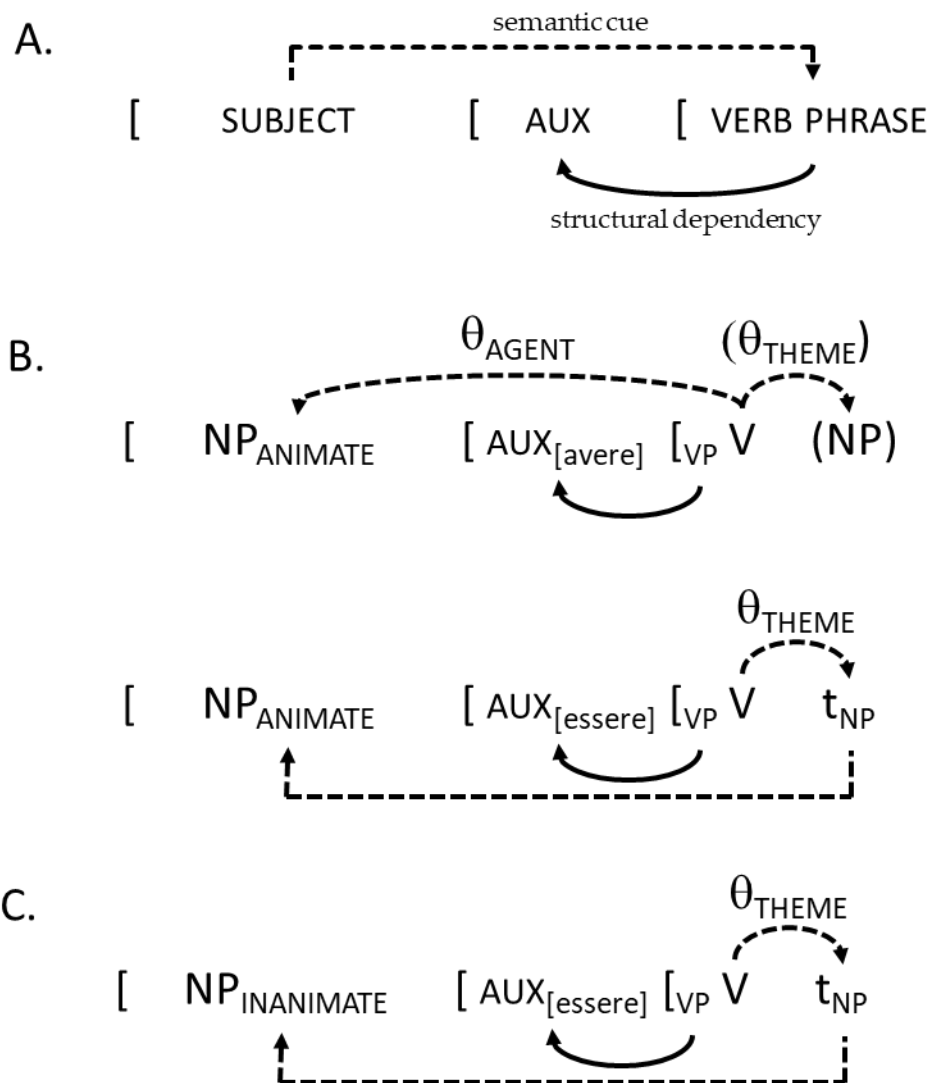 A.
semantic cue
[ SUBJECT [ AUX [ VERB PHRASE
structural dependency
B.
θAGENT (θTHEME)
[ NPANIMATE [ AUX[avere] [VP V (NP)
θTHEME
[ NPANIMATE [ AUX[essere] [VP V tNP
C.
θTHEME
[ NPINANIMATE [ AUX[essere] [VP V tNP